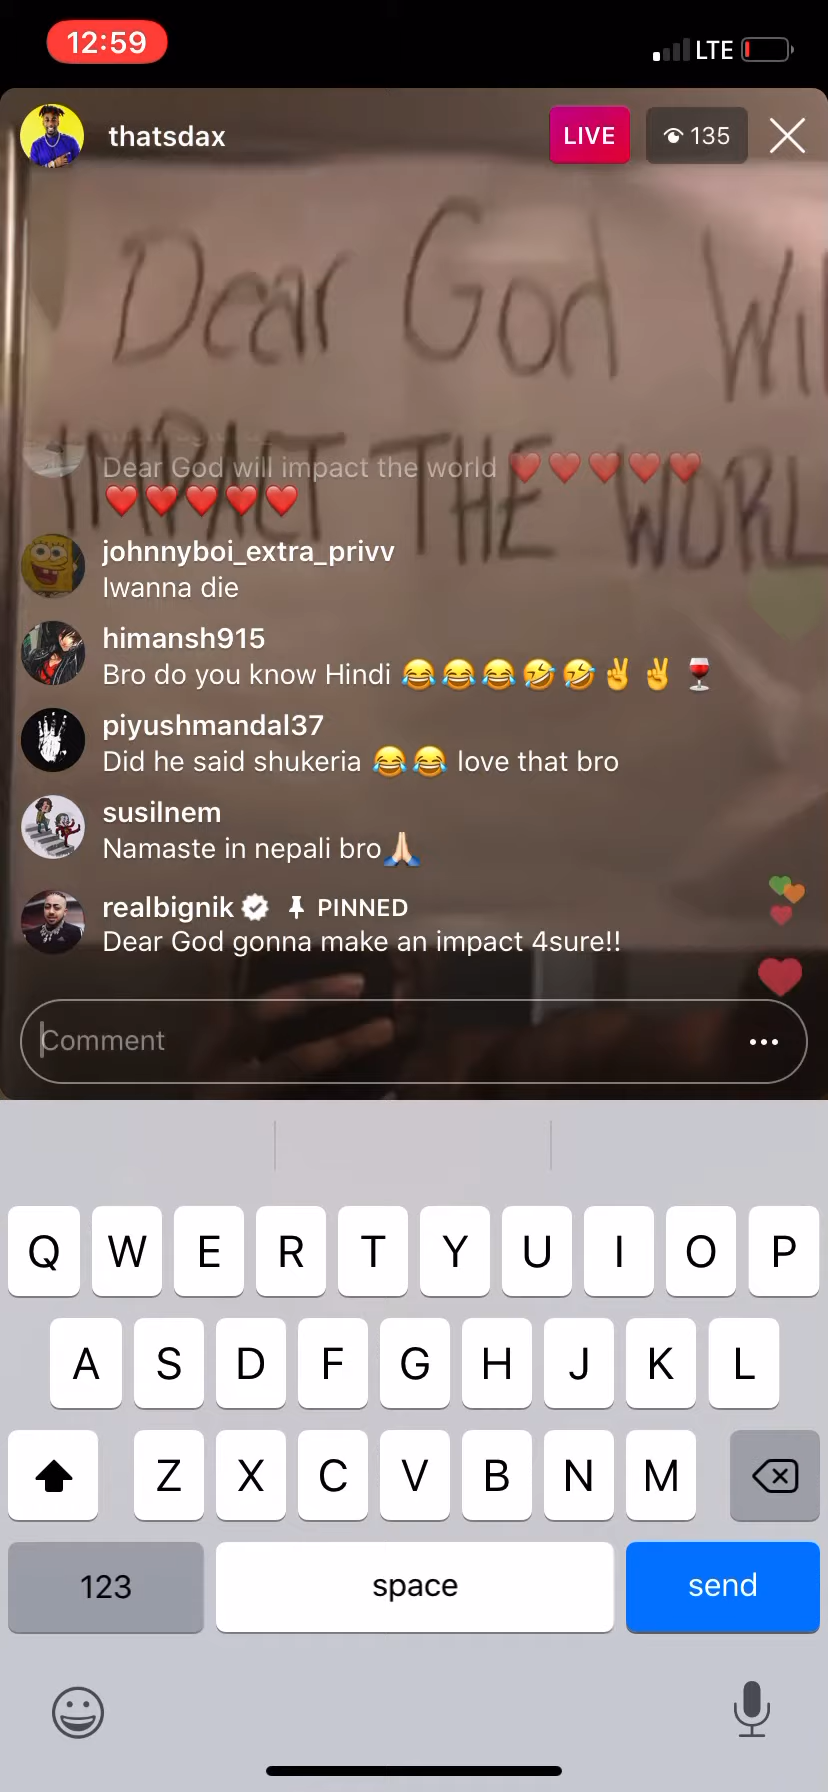 12:59
LTE
thatsdax
LIVE
135
Dear God Wi
IMPACT THE WORL
Dear God will impact the world ❤️❤️❤️❤️❤️
❤️❤️❤️❤️❤️
johnnyboi_extra_privv
Iwanna die
himansh915
Bro do you know Hindi 😂😂😂🤣🤣✌🏼✌🏼🍷
piyushmandal37
Did he said shukeria 😂😂 love that bro
susilnem
Namaste in nepali bro🙏🏻
realbignik PINNED
Dear God gonna make an impact 4sure!!
Comment
Q W E R T Y U I O P
A S D F G H J K L
Z X C V B N M
123 space send